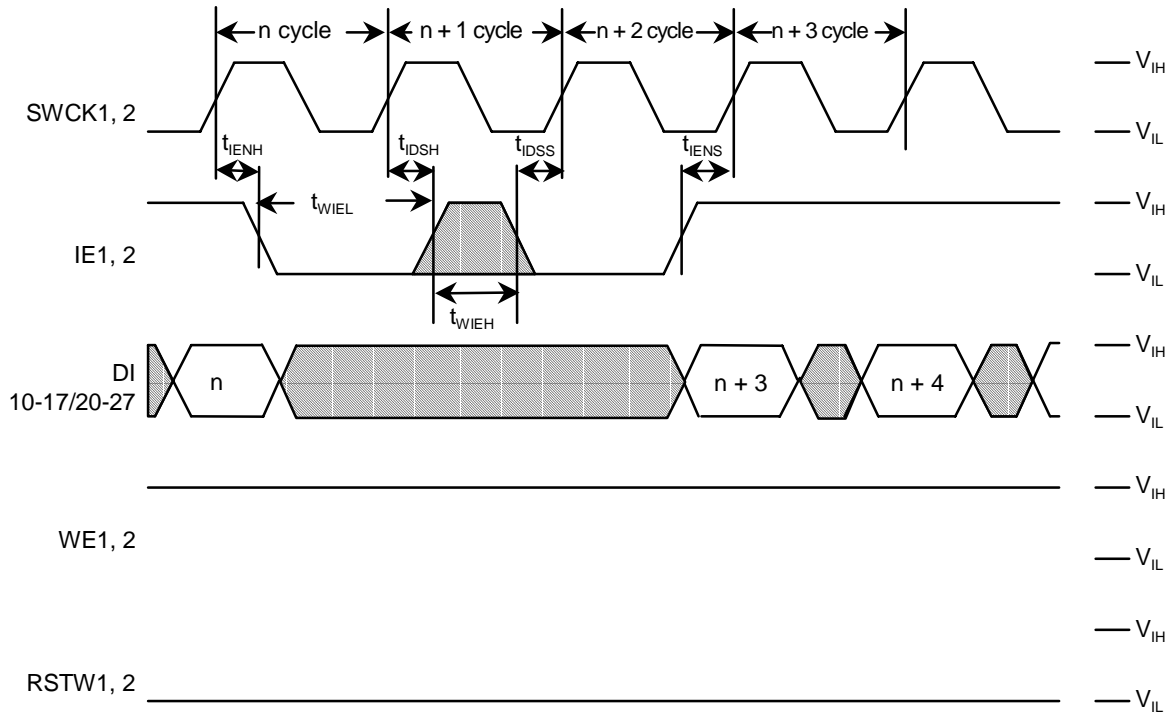 n cycle n + 1 cycle n + 2 cycle n + 3 cycle
V_IH
SWCK1, 2
V_IL
t_IENH t_IDSH t_IDSS t_IENS
t_WIEL
V_IH
IE1, 2
V_IL
t_WIEH
V_IH
DI
10-17/20-27
n n + 3 n + 4
V_IL
V_IH
WE1, 2
V_IL
V_IH
RSTW1, 2
V_IL